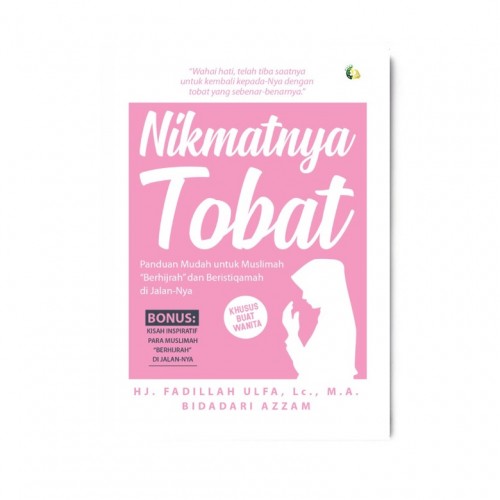 "Wahai hati, telah tiba saatnya
untuk kembali kepada-Nya dengan
tobat yang sebenar-benarnya."
Nikmatnya
Tobat
Panduan Mudah untuk Muslimah
"Berhijrah" dan Beristiqamah
di Jalan-Nya
KHUSUS
BUAT
WANITA
BONUS:
KISAH INSPIRATIF
PARA MUSLIMAH
"BERHIJRAH"
DI JALAN-NYA
HJ. FADILLAH ULFA, Lc., M.A.
BIDADARI AZZAM